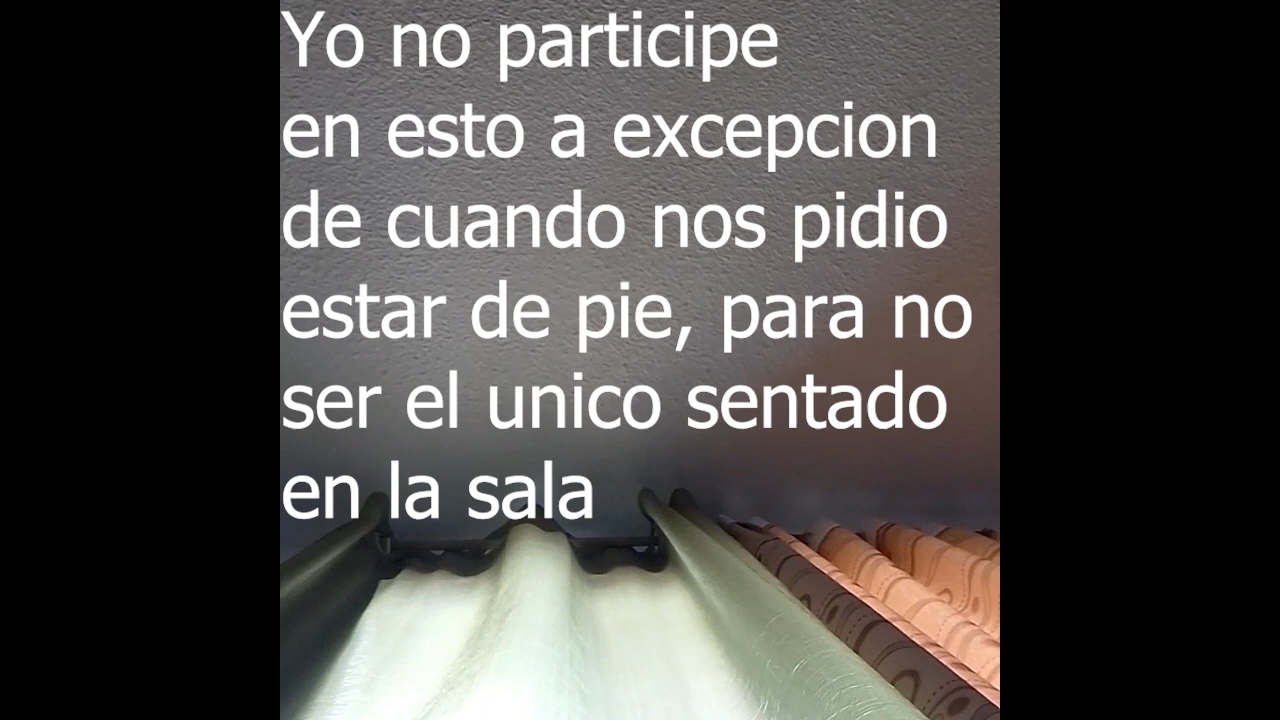 Yo no participe
en esto a excepcion
de cuando nos pidio
estar de pie, para no
ser el unico sentado
en la sala